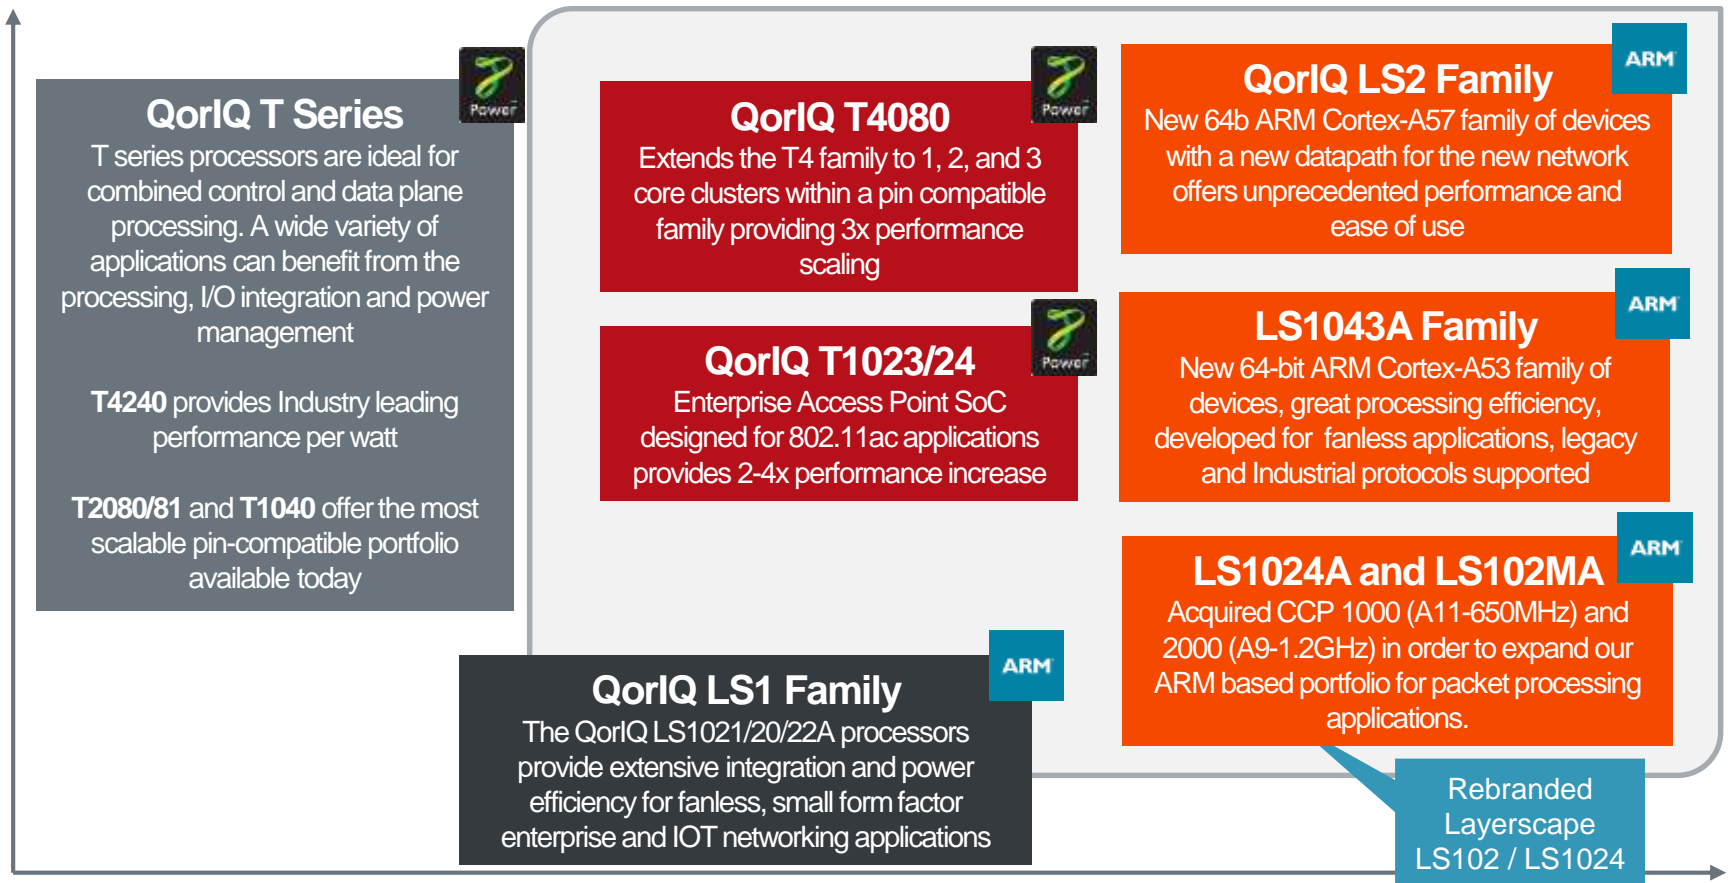 QorIQ T Series
Power
T series processors are ideal for
combined control and data plane
processing. A wide variety of
applications can benefit from the
processing, I/O integration and power
management
T4240 provides Industry leading
performance per watt
T2080/81 and T1040 offer the most
scalable pin-compatible portfolio
available today
QorIQ T4080
Power
Extends the T4 family to 1, 2, and 3
core clusters within a pin compatible
family providing 3x performance
scaling
QorIQ T1023/24
Power
Enterprise Access Point SoC
designed for 802.11ac applications
provides 2-4x performance increase
QorIQ LS2 Family
ARM
New 64b ARM Cortex-A57 family of devices
with a new datapath for the new network
offers unprecedented performance and
ease of use
LS1043A Family
ARM
New 64-bit ARM Cortex-A53 family of
devices, great processing efficiency,
developed for fanless applications, legacy
and Industrial protocols supported
LS1024A and LS102MA
ARM
Acquired CCP 1000 (A11-650MHz) and
2000 (A9-1.2GHz) in order to expand our
ARM based portfolio for packet processing
applications.
QorIQ LS1 Family
ARM
The QorIQ LS1021/20/22A processors
provide extensive integration and power
efficiency for fanless, small form factor
enterprise and IOT networking applications
Rebranded
Layerscape
LS102 / LS1024